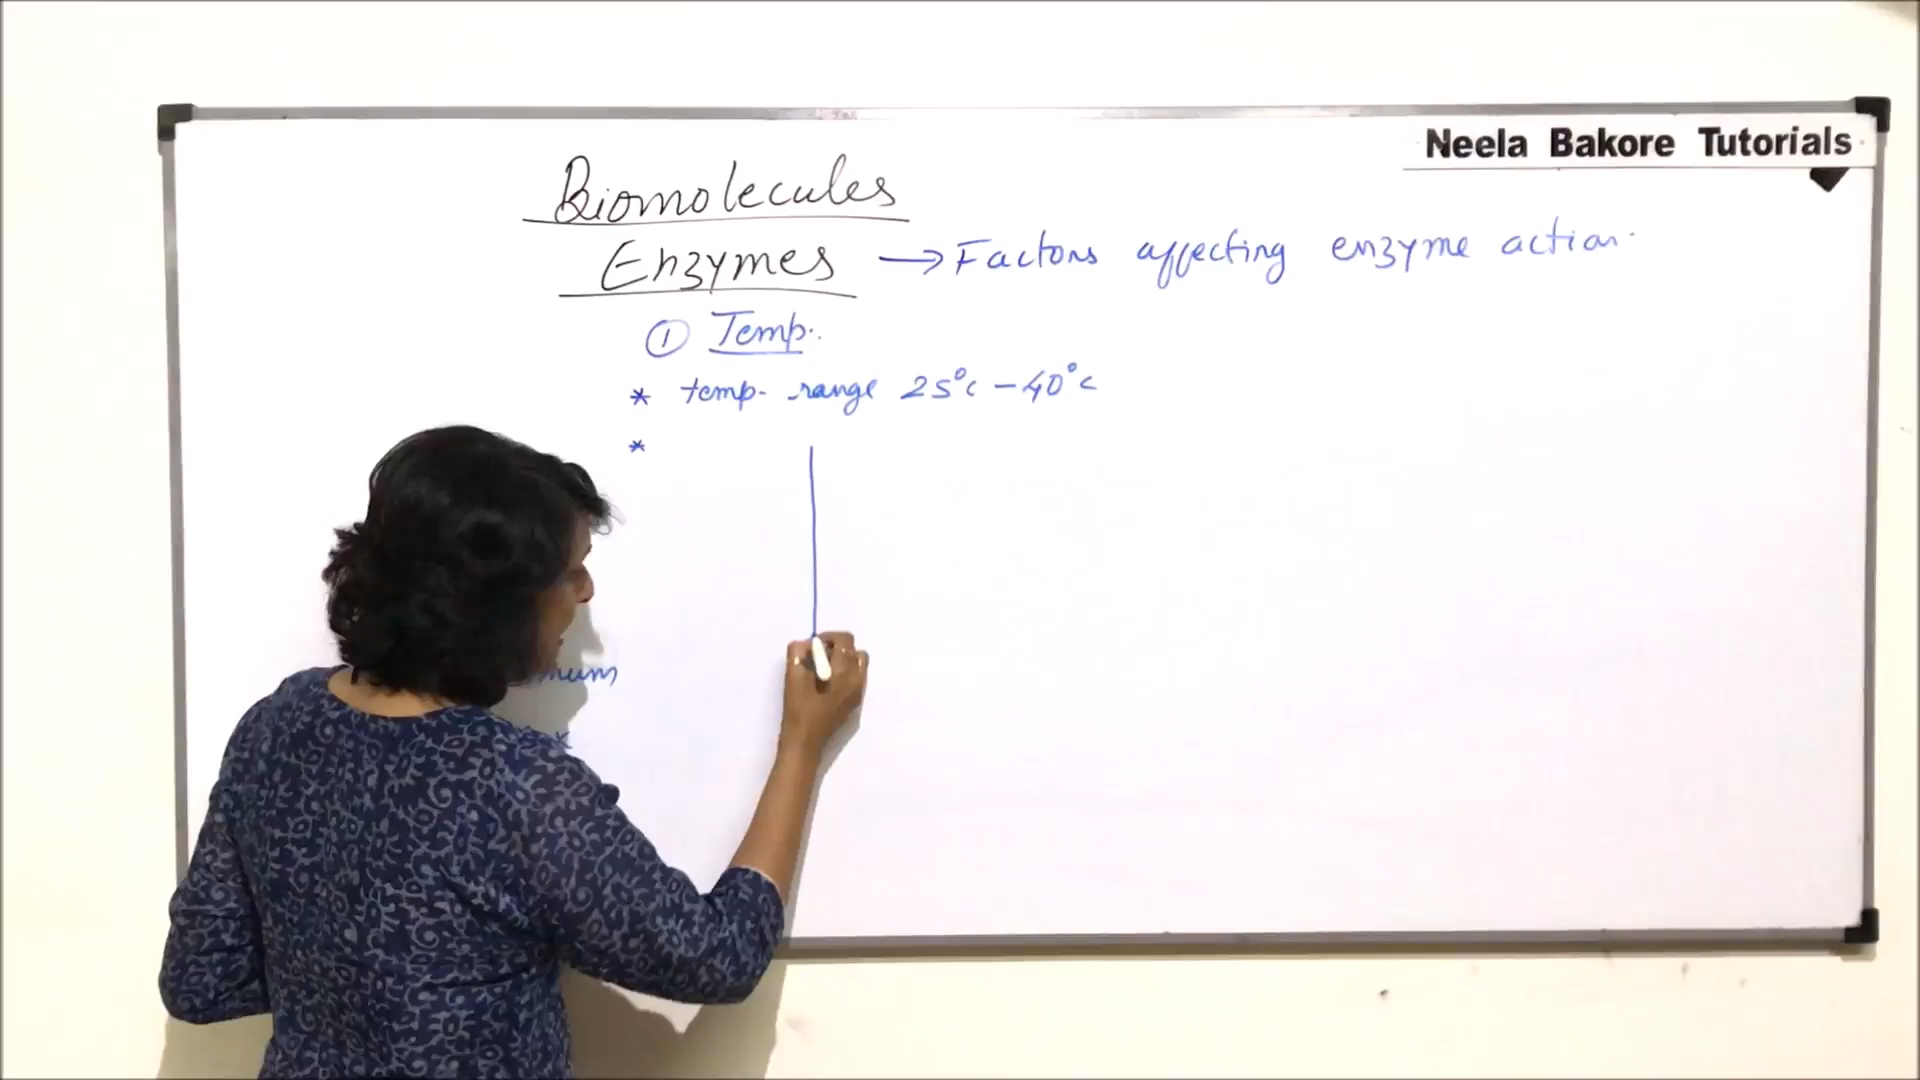 Neela Bakore Tutorials
Biomolecules
Enzymes → Factors affecting enzyme action.
① Temp.
* temp. range 25°c - 40°c
*